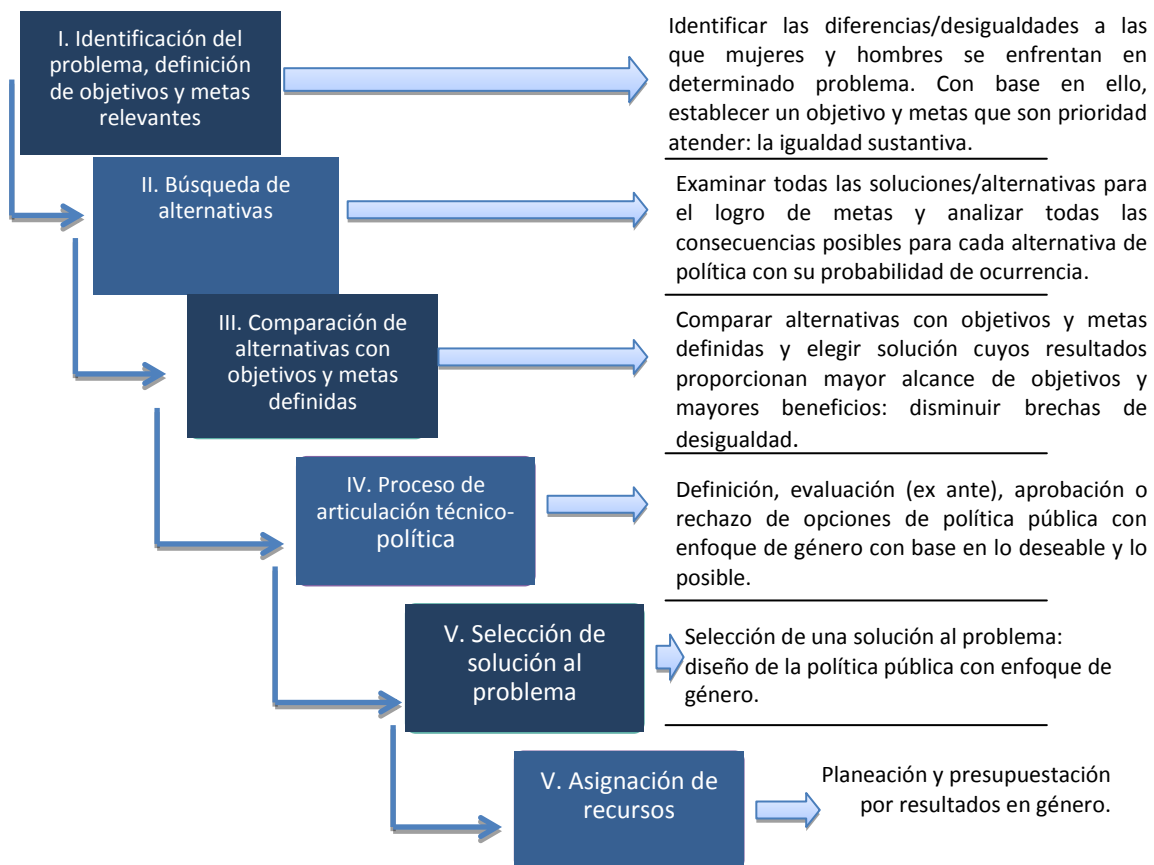 I. Identificación del
problema, definición
de objetivos y metas
relevantes
Identificar las diferencias/desigualdades a las
que mujeres y hombres se enfrentan en
determinado problema. Con base en ello,
establecer un objetivo y metas que son prioridad
atender: la igualdad sustantiva.
II. Búsqueda de
alternativas
Examinar todas las soluciones/alternativas para
el logro de metas y analizar todas las
consecuencias posibles para cada alternativa de
política con su probabilidad de ocurrencia.
III. Comparación de
alternativas con
objetivos y metas
definidas
Comparar alternativas con objetivos y metas
definidas y elegir solución cuyos resultados
proporcionan mayor alcance de objetivos y
mayores beneficios: disminuir brechas de
desigualdad.
IV. Proceso de
articulación técnico-
política
Definición, evaluación (ex ante), aprobación o
rechazo de opciones de política pública con
enfoque de género con base en lo deseable y lo
posible.
V. Selección de
solución al
problema
Selección de una solución al problema:
diseño de la política pública con enfoque de
género.
V. Asignación de
recursos
Planeación y presupuestación
por resultados en género.